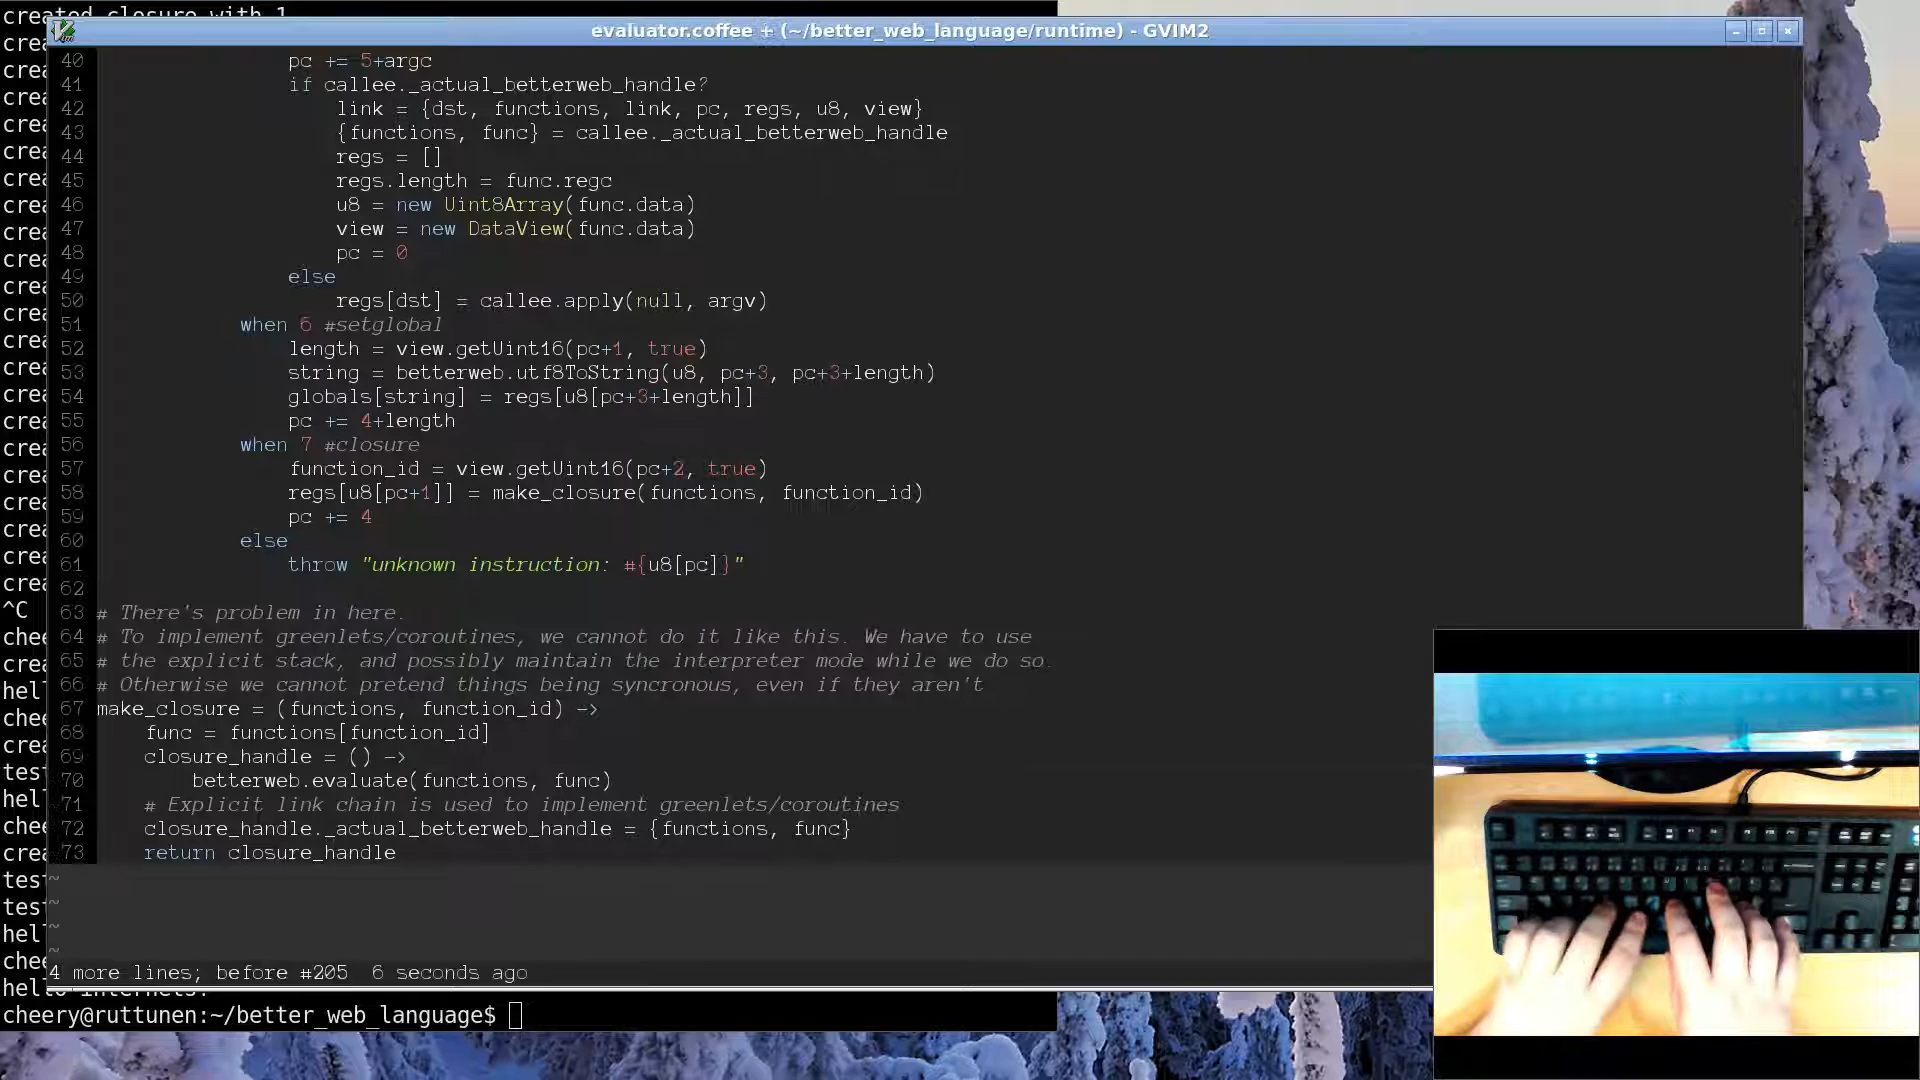 created closure with 1
evaluator.coffee + (~/better_web_language/runtime) - GVIM2
40 pc += 5+argc
41 if callee._actual_betterweb_handle?
42 link = {dst, functions, link, pc, regs, u8, view}
43 {functions, func} = callee._actual_betterweb_handle
44 regs = []
45 regs.length = func.regc
46 u8 = new Uint8Array(func.data)
47 view = new DataView(func.data)
48 pc = 0
49 else
50 regs[dst] = callee.apply(null, argv)
51 when 6 #setglobal
52 length = view.getUint16(pc+1, true)
53 string = betterweb.utf8ToString(u8, pc+3, pc+3+length)
54 globals[string] = regs[u8[pc+3+length]]
55 pc += 4+length
56 when 7 #closure
57 function_id = view.getUint16(pc+2, true)
58 regs[u8[pc+1]] = make_closure(functions, function_id)
59 pc += 4
60 else
61 throw "unknown instruction: #{u8[pc]}"
62
63 # There's problem in here.
64 # To implement greenlets/coroutines, we cannot do it like this. We have to use
65 # the explicit stack, and possibly maintain the interpreter mode while we do so.
66 # Otherwise we cannot pretend things being syncronous, even if they aren't
67 make_closure = (functions, function_id) ->
68 func = functions[function_id]
69 closure_handle = () ->
70 betterweb.evaluate(functions, func)
71 # Explicit link chain is used to implement greenlets/coroutines
72 closure_handle._actual_betterweb_handle = {functions, func}
73 return closure_handle
~
~
~
~
4 more lines; before #205 6 seconds ago
^C
cheery@ruttunen:~/better_web_language$